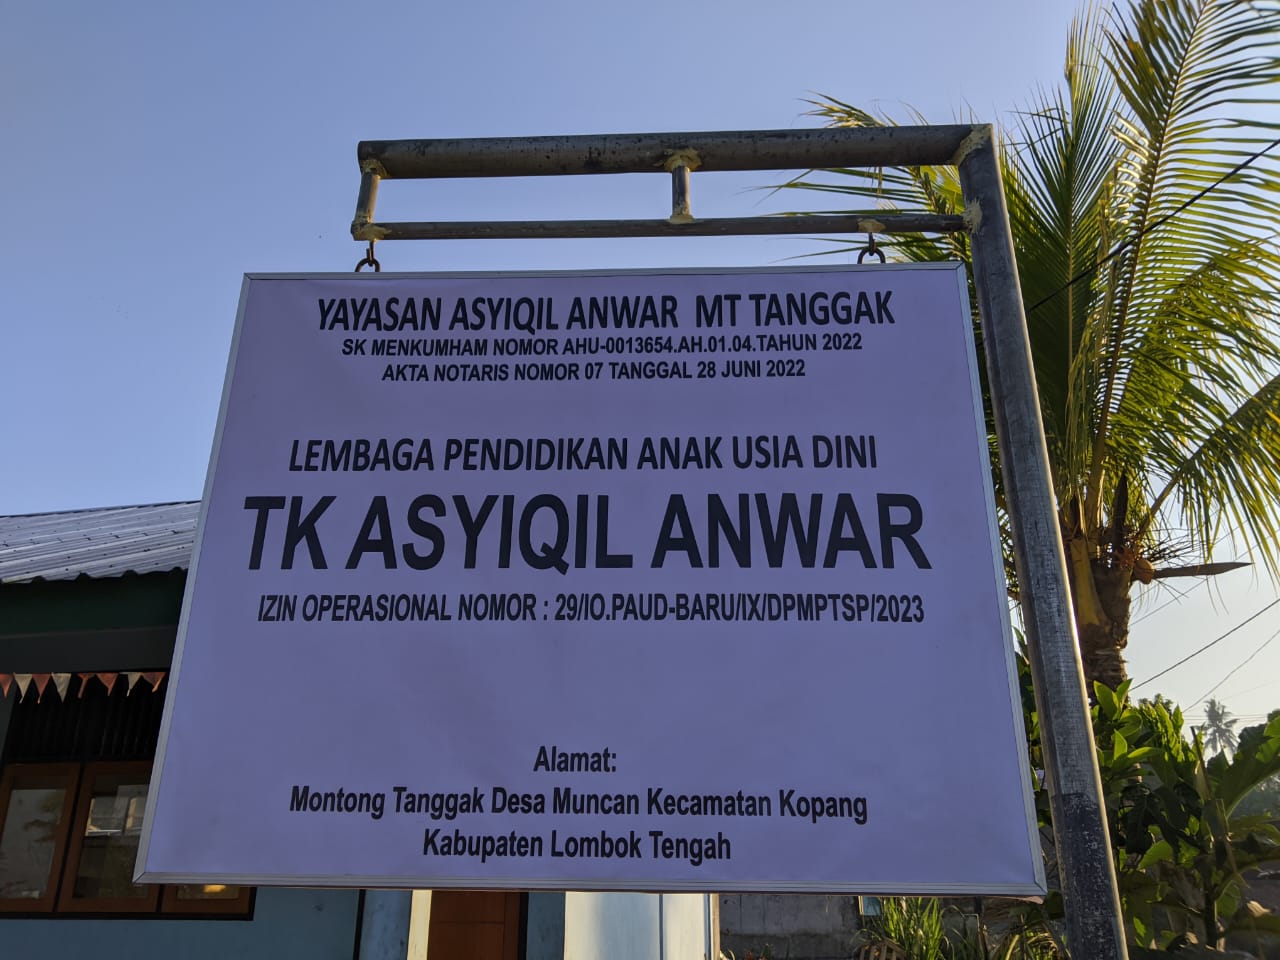 YAYASAN ASYIQIL ANWAR MT TANGGAK
SK MENKUMHAM NOMOR AHU-0013654.AH.01.04.TAHUN 2022
AKTA NOTARIS NOMOR 07 TANGGAL 28 JUNI 2022
LEMBAGA PENDIDIKAN ANAK USIA DINI
TK ASYIQIL ANWAR
IZIN OPERASIONAL NOMOR : 29/IO.PAUD-BARU/IX/DPMPTSP/2023
Alamat:
Montong Tanggak Desa Muncan Kecamatan Kopang
Kabupaten Lombok Tengah